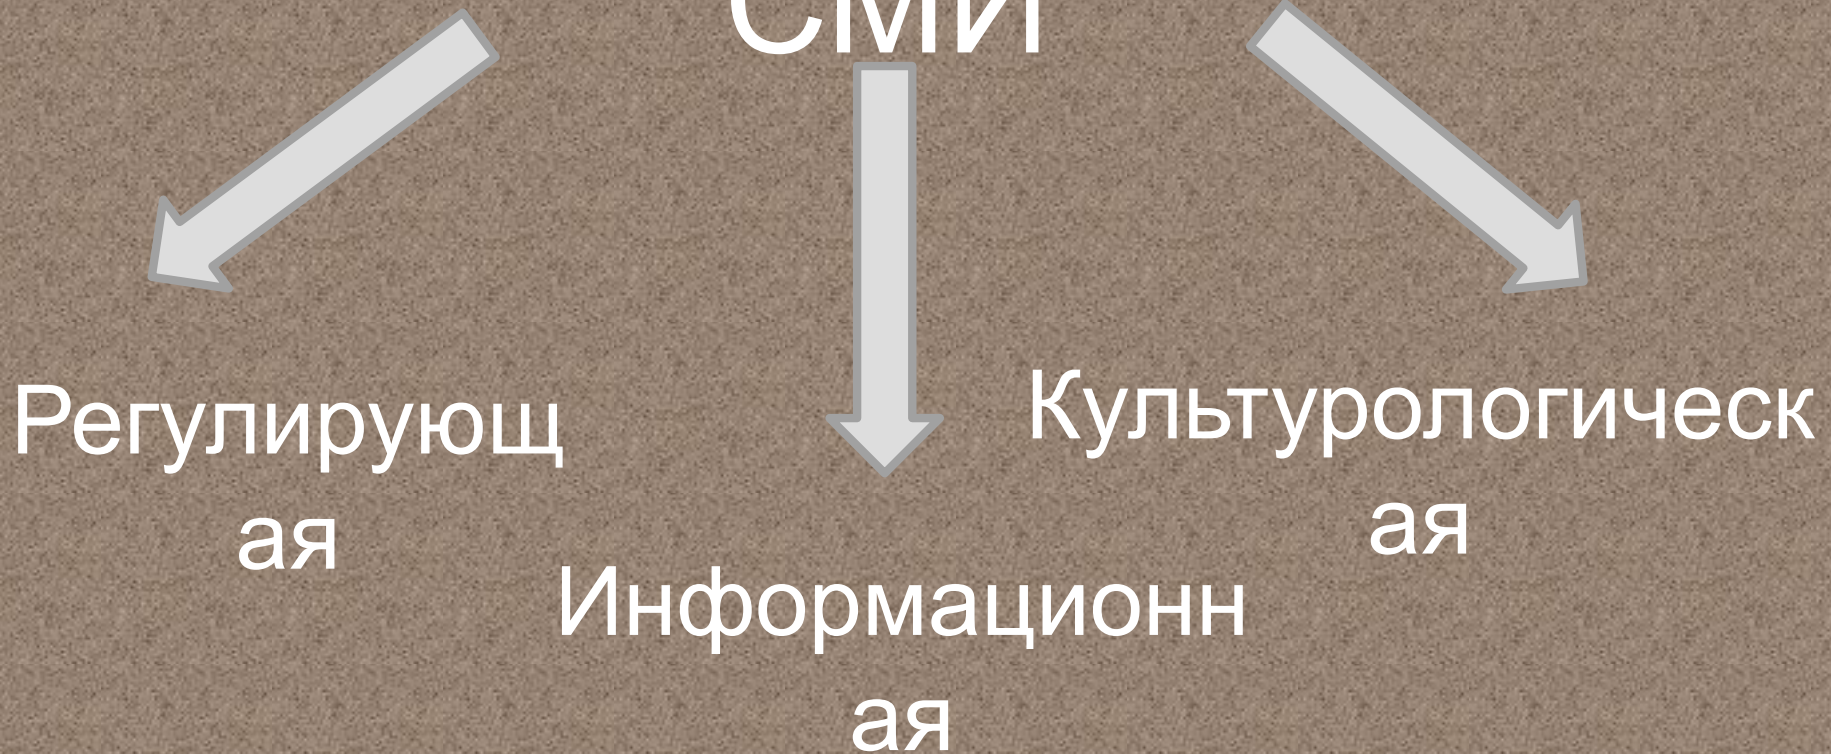 СМИ
Регулирующ
ая
Информационн
ая
Культурологическ
ая